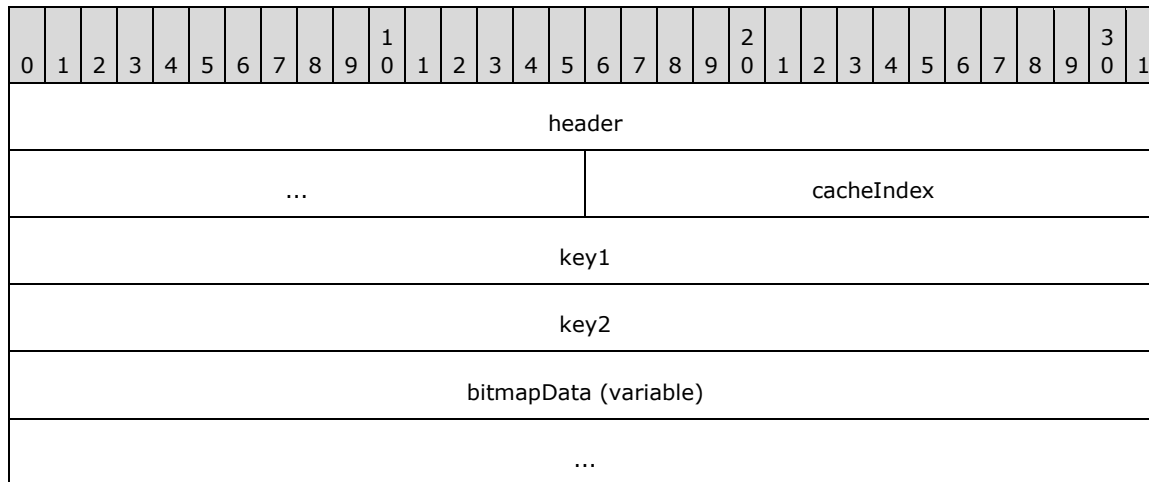 1 2 3
0 1 2 3 4 5 6 7 8 9 0 1 2 3 4 5 6 7 8 9 0 1 2 3 4 5 6 7 8 9 0 1
header
... cacheIndex
key1
key2
bitmapData (variable)
...